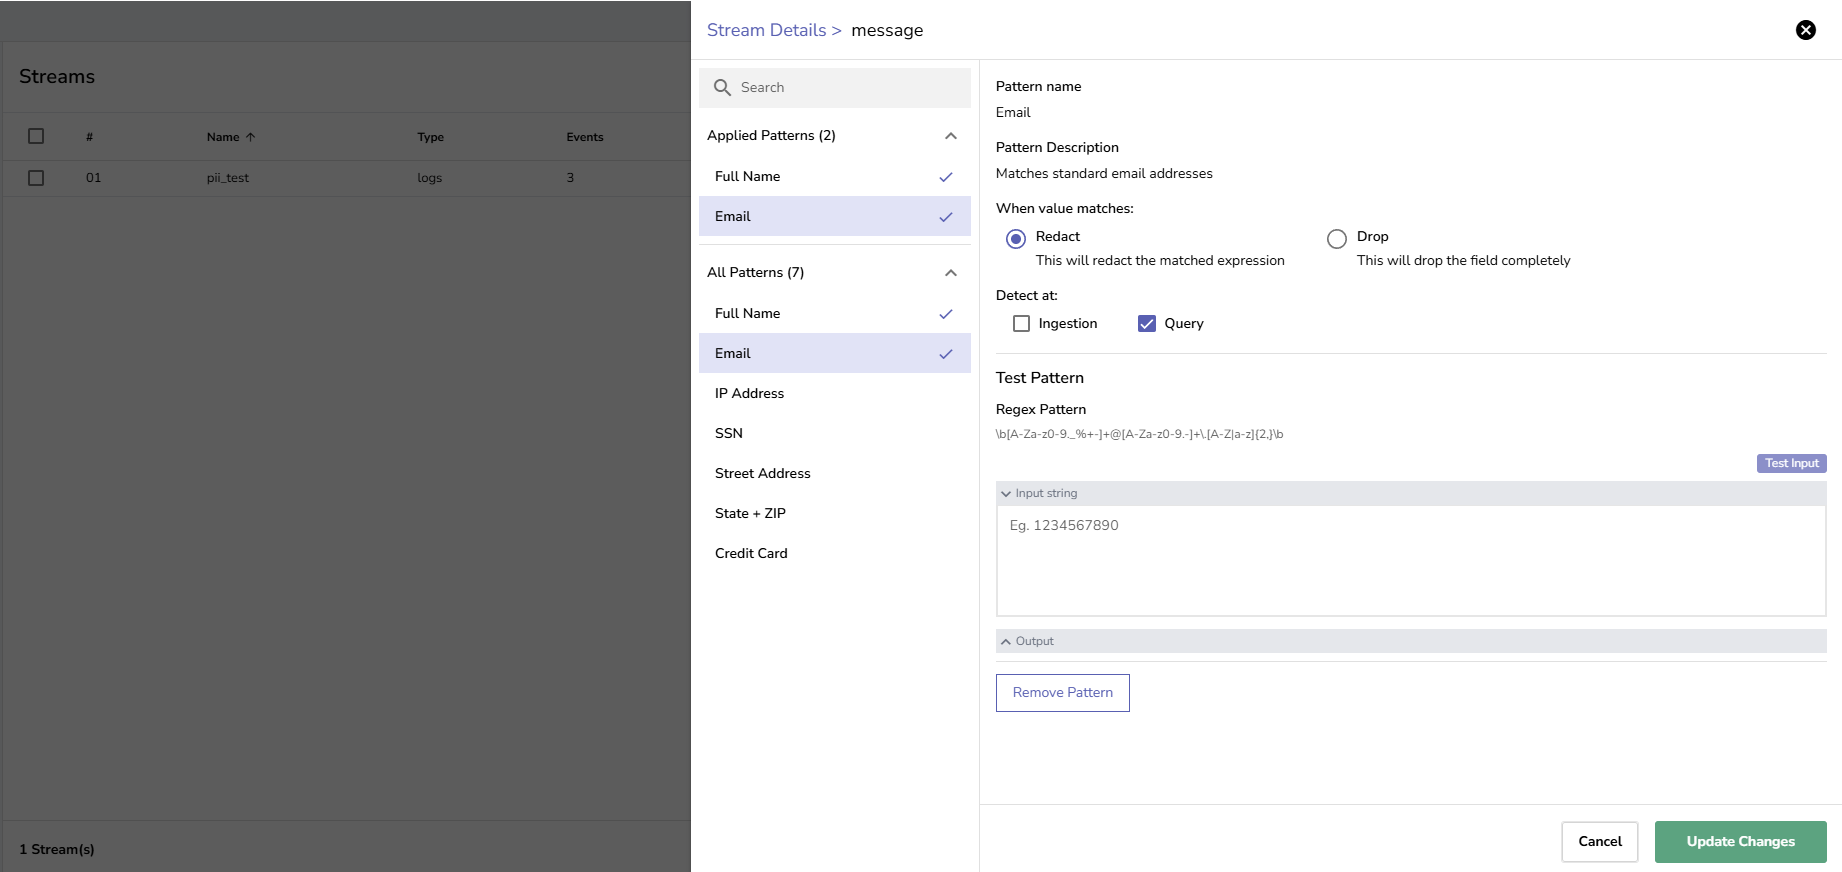 Streams
# Name Type Events
01 pii_test logs 3
1 Stream(s)
Stream Details > message
Search
Applied Patterns (2)
Full Name
Email
All Patterns (7)
Full Name
Email
IP Address
SSN
Street Address
State + ZIP
Credit Card
Pattern name
Email
Pattern Description
Matches standard email addresses
When value matches:
Redact
This will redact the matched expression
Drop
This will drop the field completely
Detect at:
Ingestion Query
Test Pattern
Regex Pattern
\b[A-Za-z0-9._%+-]+@[A-Za-z0-9.-]+\.[A-Z|a-z]{2,}\b
Test Input
Input string
Eg. 1234567890
Output
Remove Pattern
Cancel Update Changes